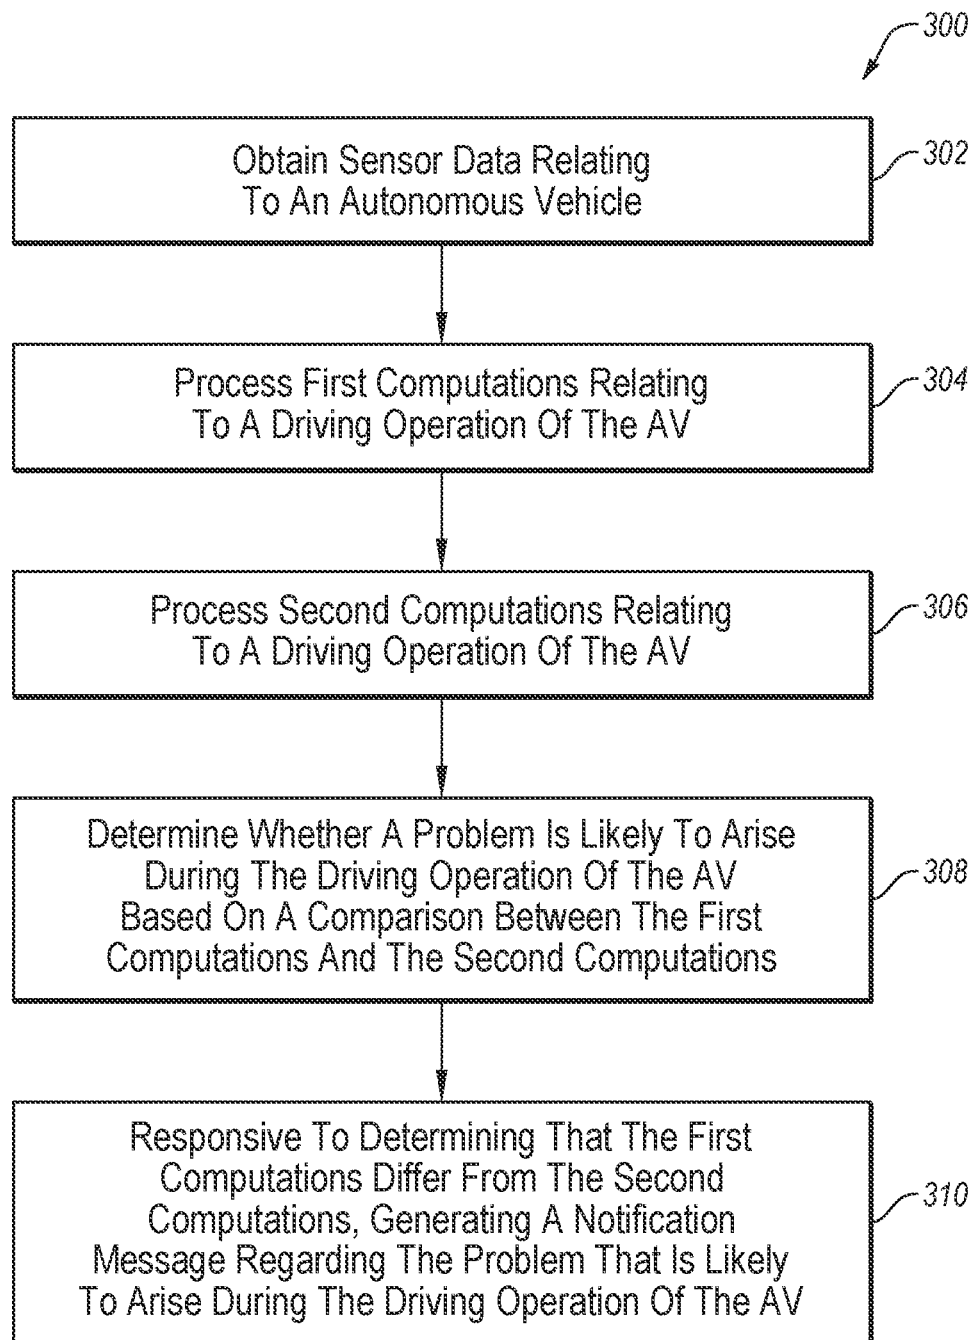 300
Obtain Sensor Data Relating
To An Autonomous Vehicle
302
Process First Computations Relating
To A Driving Operation Of The AV
304
Process Second Computations Relating
To A Driving Operation Of The AV
306
Determine Whether A Problem Is Likely To Arise
During The Driving Operation Of The AV
Based On A Comparison Between The First
Computations And The Second Computations
308
Responsive To Determining That The First
Computations Differ From The Second
Computations, Generating A Notification
Message Regarding The Problem That Is Likely
To Arise During The Driving Operation Of The AV
310